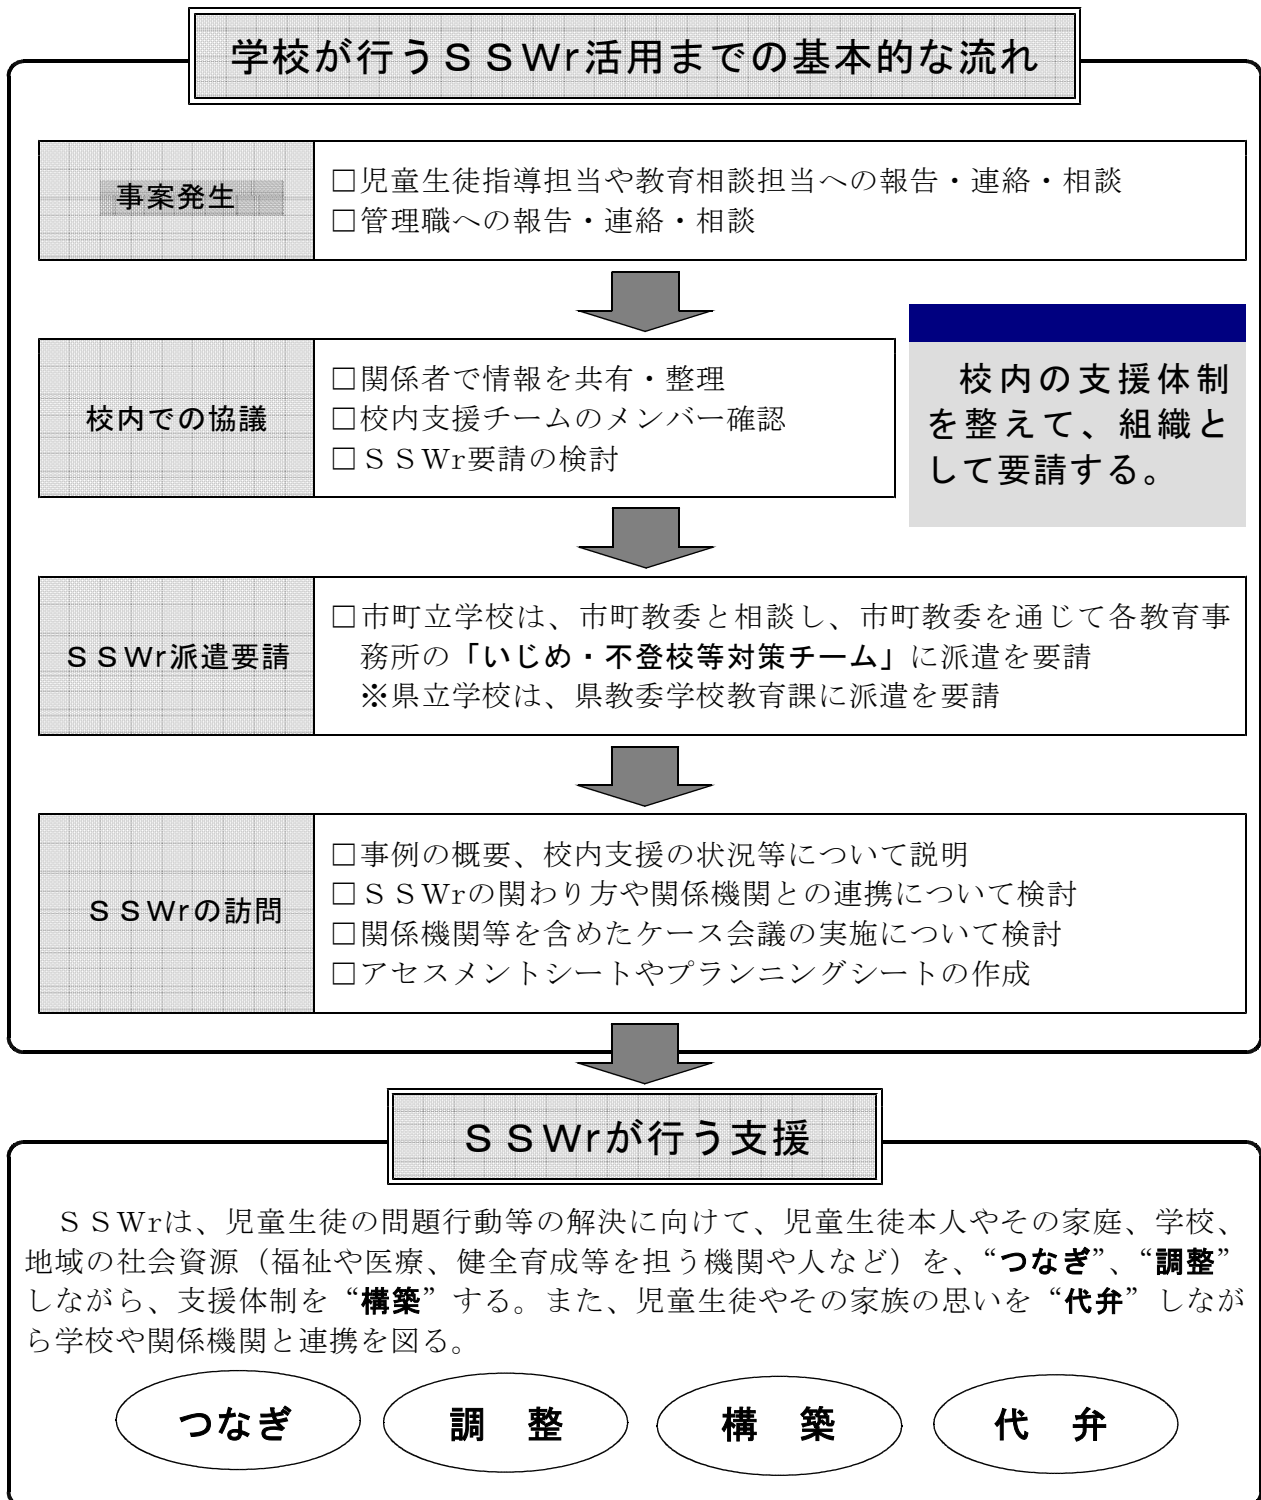 学校が行うＳＳＷr活用までの基本的な流れ
事案発生
□児童生徒指導担当や教育相談担当への報告・連絡・相談
□管理職への報告・連絡・相談
校内での協議
□関係者で情報を共有・整理
□校内支援チームのメンバー確認
□ＳＳＷr要請の検討
校内の支援体制
を整えて、組織と
して要請する。
ＳＳＷr派遣要請
□市町立学校は、市町教委と相談し、市町教委を通じて各教育事
務所の「いじめ・不登校等対策チーム」に派遣を要請
※県立学校は、県教委学校教育課に派遣を要請
ＳＳＷrの訪問
□事例の概要、校内支援の状況等について説明
□ＳＳＷrの関わり方や関係機関との連携について検討
□関係機関等を含めたケース会議の実施について検討
□アセスメントシートやプランニングシートの作成
ＳＳＷrが行う支援
ＳＳＷrは、児童生徒の問題行動等の解決に向けて、児童生徒本人やその家庭、学校、
地域の社会資源（福祉や医療、健全育成等を担う機関や人など）を、“つなぎ”、“調整”
しながら、支援体制を“構築”する。また、児童生徒やその家族の思いを“代弁”しなが
ら学校や関係機関と連携を図る。
つなぎ
調　整
構　築
代　弁